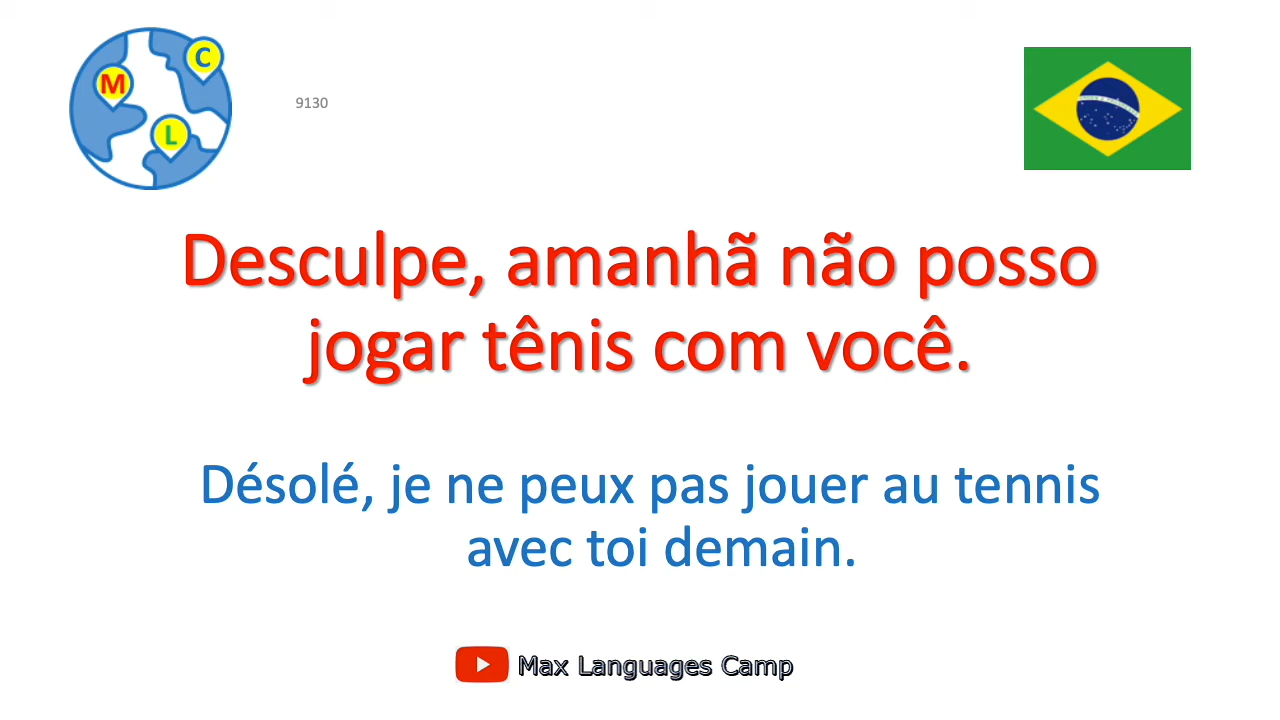 C
M
L
9130
Desculpe, amanhã não posso
jogar tênis com você.
Désolé, je ne peux pas jouer au tennis
avec toi demain.
Max Languages Camp